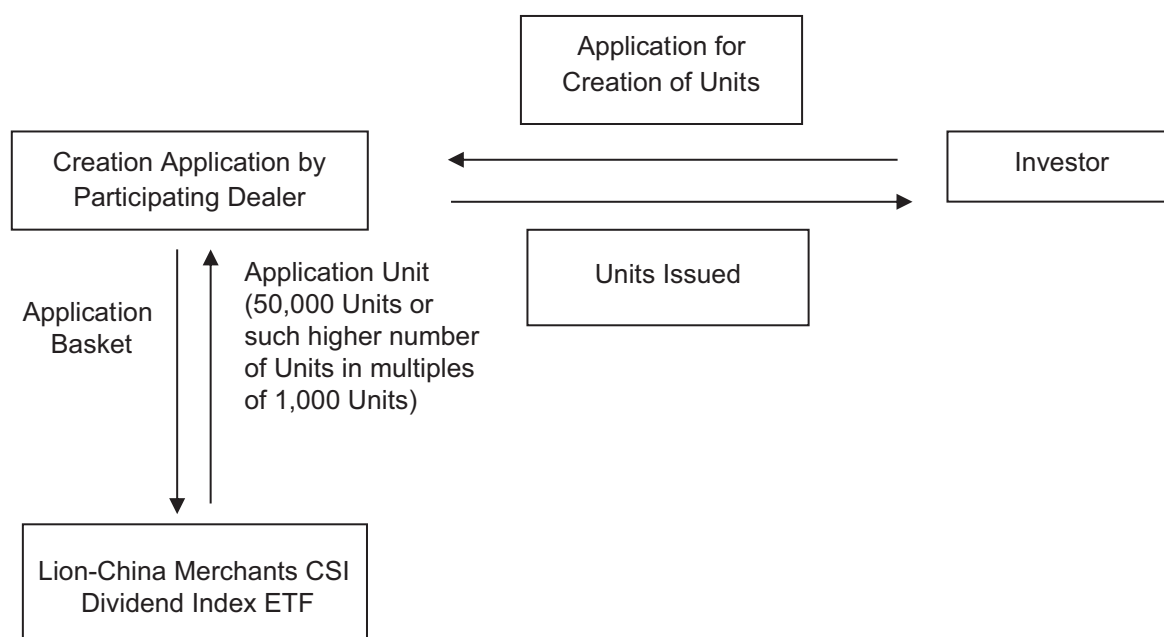 Application for
Creation of Units
Creation Application by
Participating Dealer
Investor
Units Issued
Application
Basket
Application Unit
(50,000 Units or
such higher number
of Units in multiples
of 1,000 Units)
Lion-China Merchants CSI
Dividend Index ETF